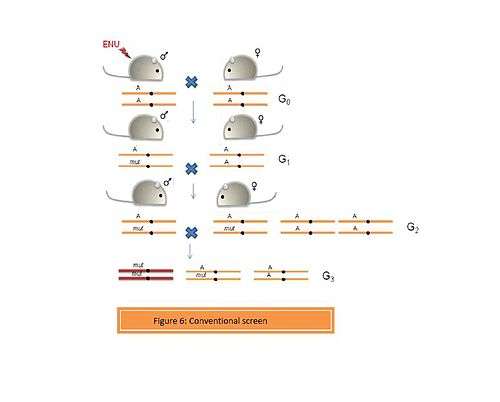 ENU ♂ ♀
A A
A A G0
♂ ♀
A A
mut A G1
♂ ♀
A A A A
mut mut A A G2
mut A A
mut mut A G3
Figure 6: Conventional screen